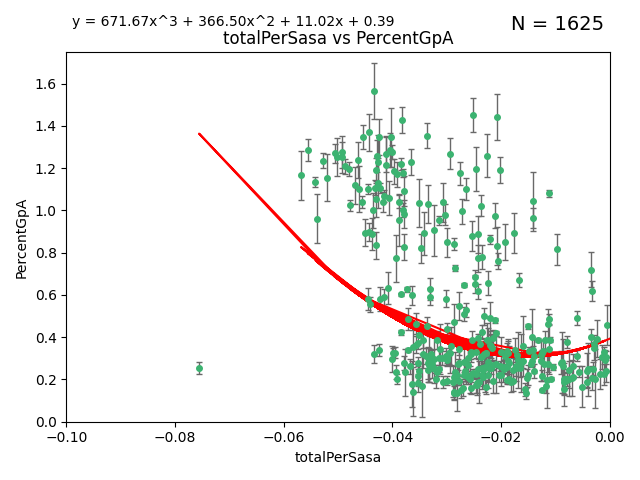 y = 671.67x^3 + 366.50x^2 + 11.02x + 0.39
N = 1625
totalPerSasa vs PercentGpA
PercentGpA
1.6
1.4
1.2
1.0
0.8
0.6
0.4
0.2
0.0
−0.10 −0.08 −0.06 −0.04 −0.02 0.00
totalPerSasa